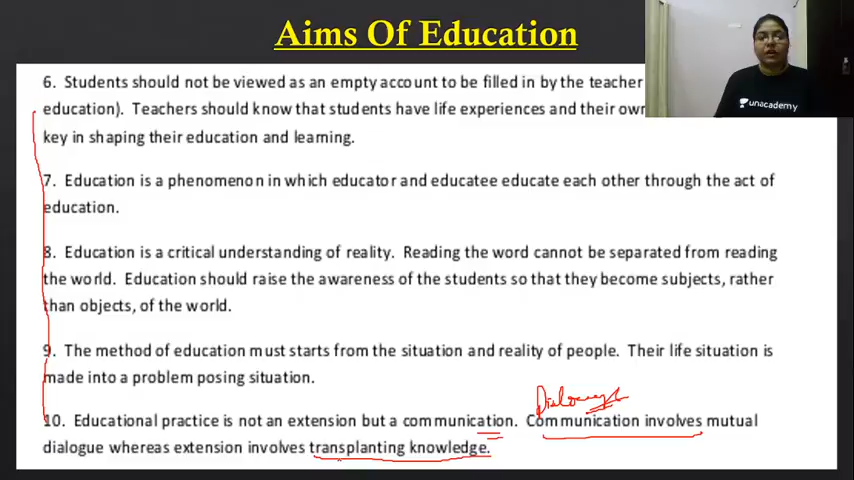 Aims Of Education
6. Students should not be viewed as an empty account to be filled in by the teacher
education). Teachers should know that students have life experiences and their own
key in shaping their education and learning.
7. Education is a phenomenon in which educator and educatee educate each other through the act of
education.
8. Education is a critical understanding of reality. Reading the word cannot be separated from reading
the world. Education should raise the awareness of the students so that they become subjects, rather
than objects, of the world.
9. The method of education must starts from the situation and reality of people. Their life situation is
made into a problem posing situation.
10. Educational practice is not an extension but a communication. Communication involves mutual
dialogue whereas extension involves transplanting knowledge.
unacademy